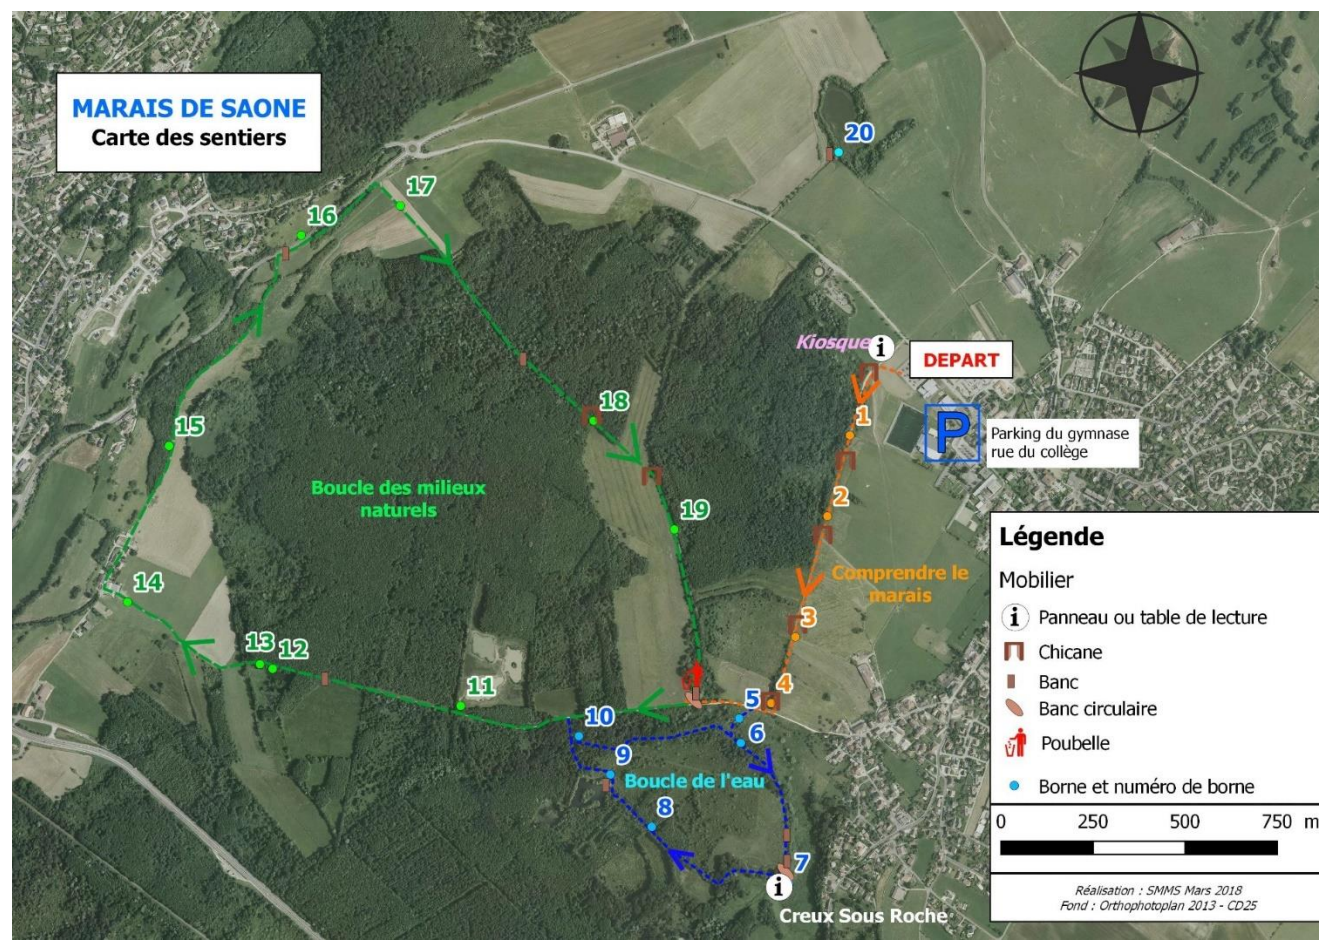 MARAIS DE SAONE
Carte des sentiers
20
17
16
Kiosque
i
DEPART
1
P
Parking du gymnase
rue du collège
18
15
Boucle des milieux
naturels
2
19
Comprendre le
marais
3
14
13
12
11
4
5
10
6
9
Boucle de l'eau
8
7
i
Creux Sous Roche
Légende
Mobilier
i Panneau ou table de lecture
Chicane
Banc
Banc circulaire
Poubelle
Borne et numéro de borne
0 250 500 750 m
Réalisation : SMMS Mars 2018
Fond : Orthophotoplan 2013 - CD25